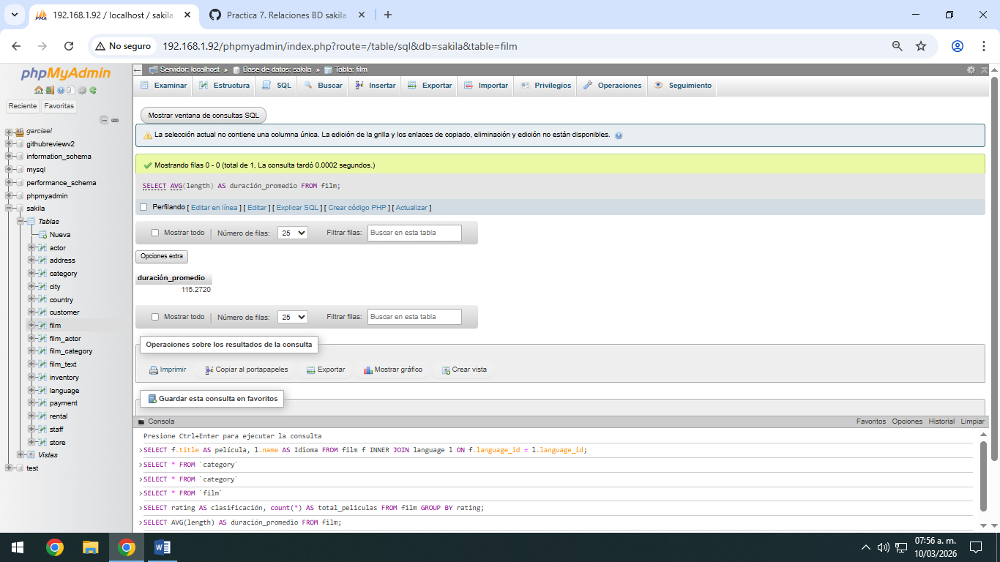 192.168.1.92 / localhost / sakila
Practica 7. Relaciones BD sakila
No seguro
192.168.1.92/phpmyadmin/index.php?route=/table/sql&db=sakila&table=film
phpMyAdmin
Reciente
Favoritas
garciael
githubreviewv2
information_schema
mysql
performance_schema
phpmyadmin
sakila
Tablas
Nueva
actor
address
category
city
country
customer
film
film_actor
film_category
film_text
inventory
language
payment
rental
staff
store
Vistas
test
Servidor: localhost » Base de datos: sakila » Tabla: film
Examinar Estructura SQL Buscar Insertar Exportar Importar Privilegios Operaciones Seguimiento
Mostrar ventana de consultas SQL
La selección actual no contiene una columna única. La edición de la grilla y los enlaces de copiado, eliminación y edición no están disponibles.
Mostrando filas 0 - 0 (total de 1, La consulta tardó 0.0002 segundos.)
SELECT AVG(length) AS duración_promedio FROM film;
Perfilando [ Editar en línea ] [ Editar ] [ Explicar SQL ] [ Crear código PHP ] [ Actualizar ]
Mostrar todo Número de filas: 25 Filtrar filas: Buscar en esta tabla
Opciones extra
duración_promedio
115.2720
Mostrar todo Número de filas: 25 Filtrar filas: Buscar en esta tabla
Operaciones sobre los resultados de la consulta
Imprimir Copiar al portapapeles Exportar Mostrar gráfico Crear vista
Guardar esta consulta en favoritos
Consola Favoritos Opciones Historial Limpiar
Presione Ctrl+Enter para ejecutar la consulta
>SELECT f.title AS película, l.name AS Idioma FROM film f INNER JOIN language l ON f.language_id = l.language_id;
>SELECT * FROM `category`
>SELECT * FROM `category`
>SELECT * FROM `film`
>SELECT rating AS clasificación, count(*) AS total_peliculas FROM film GROUP BY rating;
>SELECT AVG(length) AS duración_promedio FROM film;
07:56 a. m.
10/03/2026